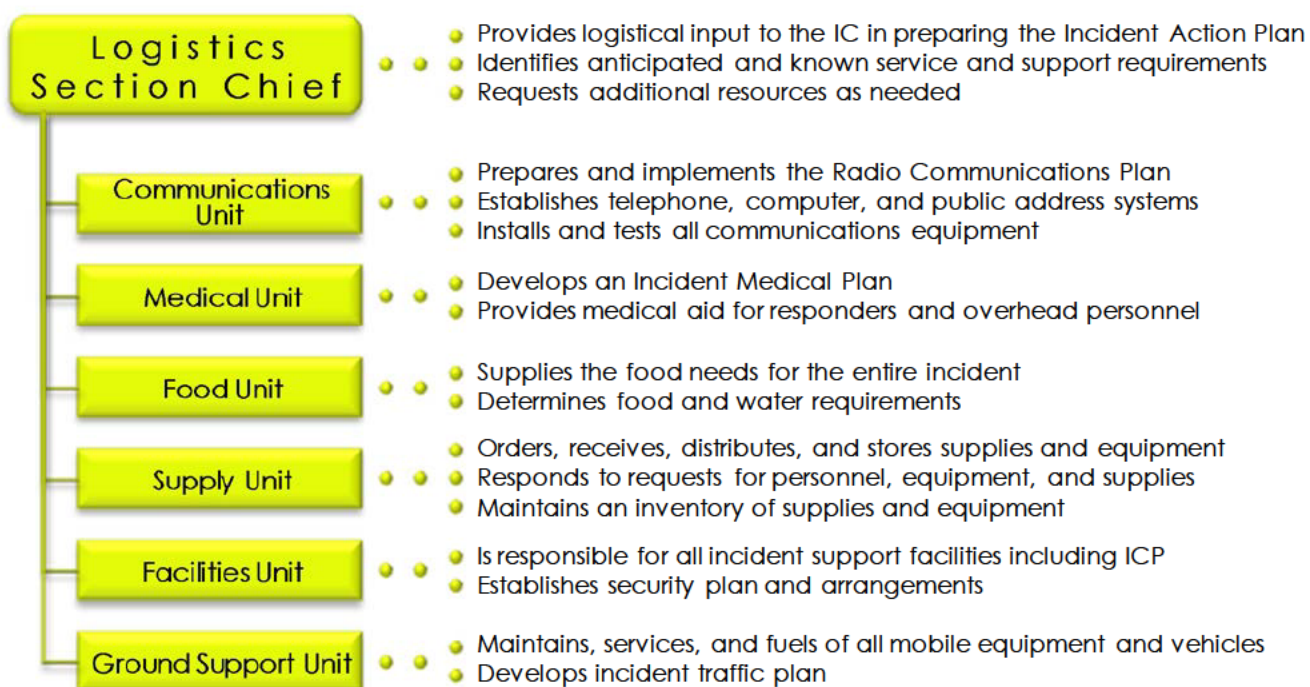 Logistics
Section Chief
Provides logistical input to the IC in preparing the Incident Action Plan
Identifies anticipated and known service and support requirements
Requests additional resources as needed
Communications
Unit
Prepares and implements the Radio Communications Plan
Establishes telephone, computer, and public address systems
Installs and tests all communications equipment
Medical Unit
Develops an Incident Medical Plan
Provides medical aid for responders and overhead personnel
Food Unit
Supplies the food needs for the entire incident
Determines food and water requirements
Supply Unit
Orders, receives, distributes, and stores supplies and equipment
Responds to requests for personnel, equipment, and supplies
Maintains an inventory of supplies and equipment
Facilities Unit
Is responsible for all incident support facilities including ICP
Establishes security plan and arrangements
Ground Support Unit
Maintains, services, and fuels of all mobile equipment and vehicles
Develops incident traffic plan